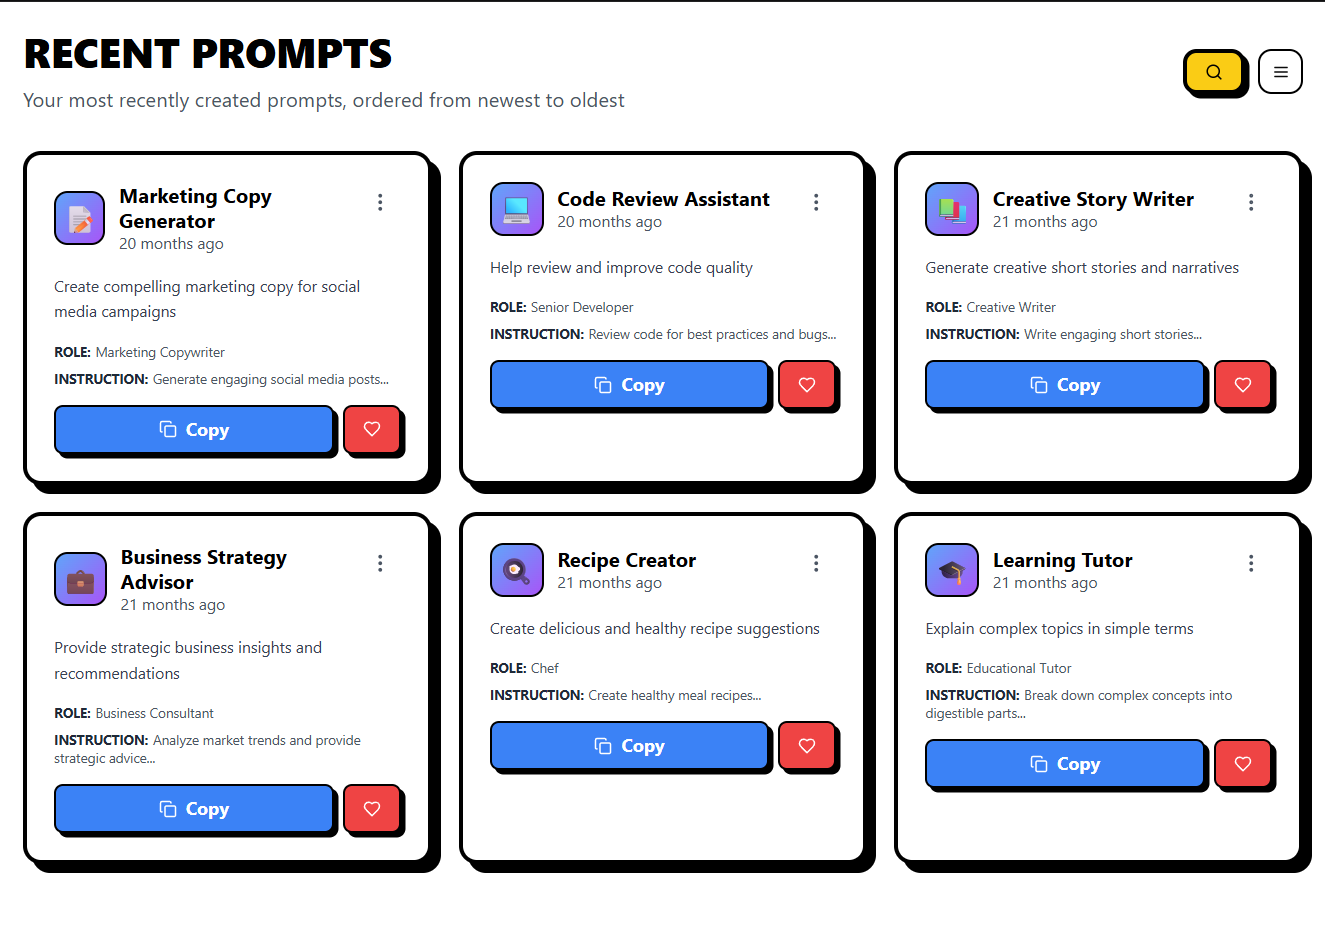 RECENT PROMPTS
Your most recently created prompts, ordered from newest to oldest
Marketing Copy
Generator
20 months ago
Create compelling marketing copy for social
media campaigns
ROLE: Marketing Copywriter
INSTRUCTION: Generate engaging social media posts...
Copy
Code Review Assistant
20 months ago
Help review and improve code quality
ROLE: Senior Developer
INSTRUCTION: Review code for best practices and bugs...
Copy
Creative Story Writer
21 months ago
Generate creative short stories and narratives
ROLE: Creative Writer
INSTRUCTION: Write engaging short stories...
Copy
Business Strategy
Advisor
21 months ago
Provide strategic business insights and
recommendations
ROLE: Business Consultant
INSTRUCTION: Analyze market trends and provide
strategic advice...
Copy
Recipe Creator
21 months ago
Create delicious and healthy recipe suggestions
ROLE: Chef
INSTRUCTION: Create healthy meal recipes...
Copy
Learning Tutor
21 months ago
Explain complex topics in simple terms
ROLE: Educational Tutor
INSTRUCTION: Break down complex concepts into
digestible parts...
Copy